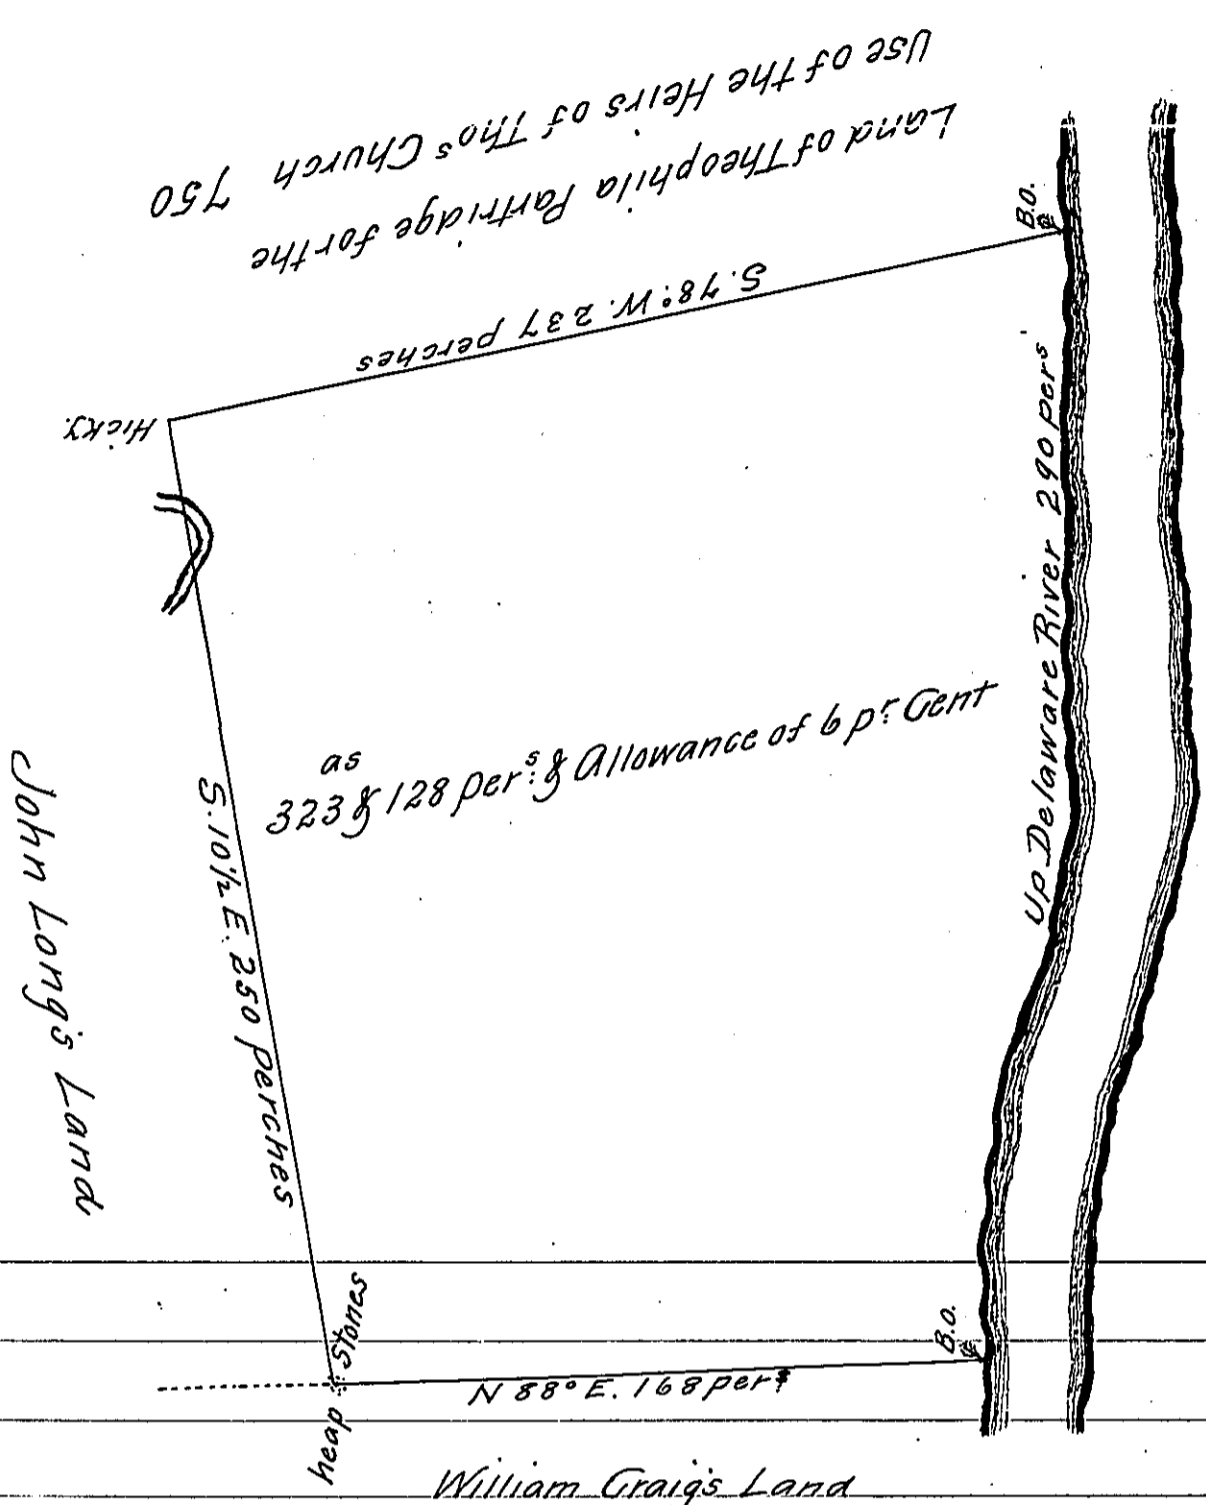 Land of Theophila Partridge for the
Use of the Heirs of Thoˢ Church 750
B.O.
S. 78° W. 237 perches
Hicky.
Up Delaware River 290 perˢ
as
323 & 128 perˢ: & Allowance of 6 pʳ: Cent
S. 10½ E. 250 perches
John Long's Land
heap Stones
B.O.
N 88° E. 168 perˢ
William Craig's Land